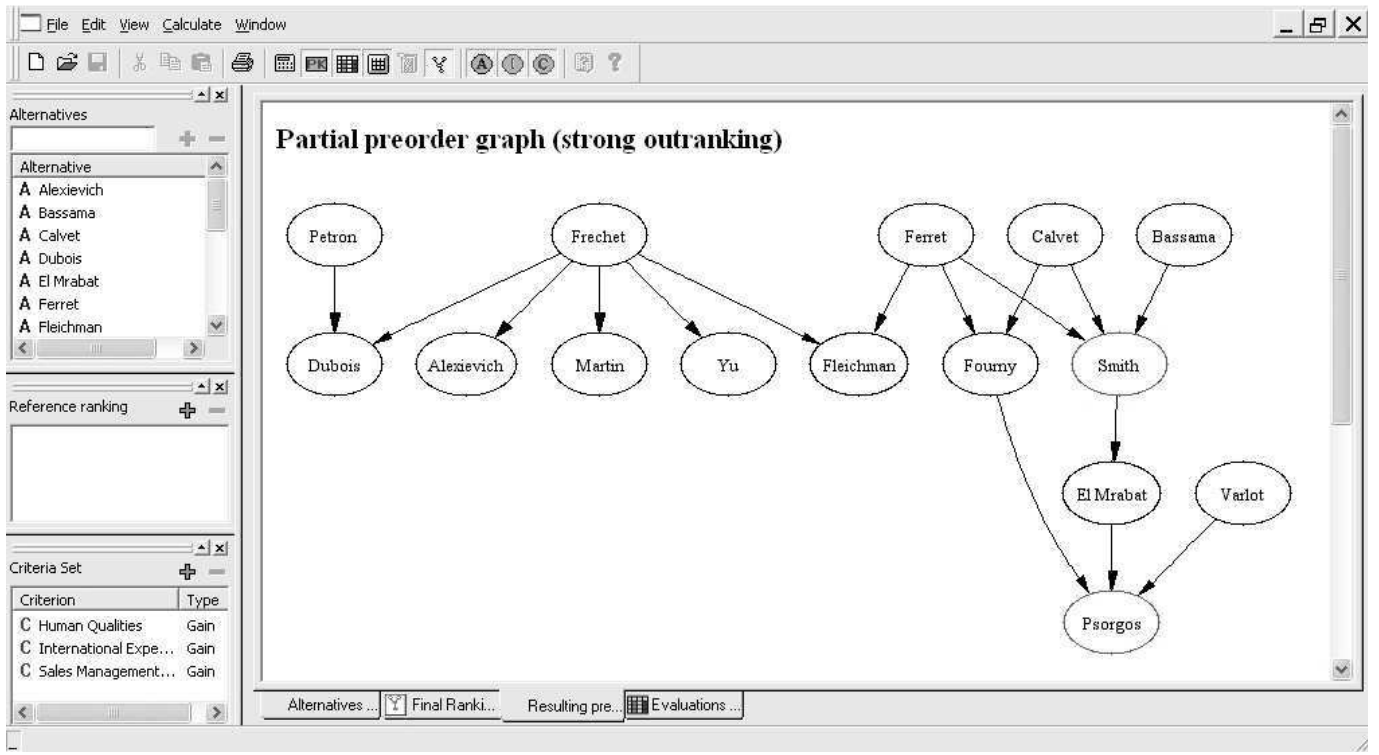 File Edit View Calculate Window
PK
A I C
Alternatives
Alternative
A Alexievich
A Bassama
A Calvet
A Dubois
A El Mrabat
A Ferret
A Fleichman
Reference ranking
Criteria Set
Criterion Type
C Human Qualities Gain
C International Expe... Gain
C Sales Management... Gain
Partial preorder graph (strong outranking)
Petron Frechet Ferret Calvet Bassama
Dubois Alexievich Martin Yu Fleichman Fourny Smith
El Mrabat Varlot
Psorgos
Alternatives ... Final Ranki... Resulting pre... Evaluations ...